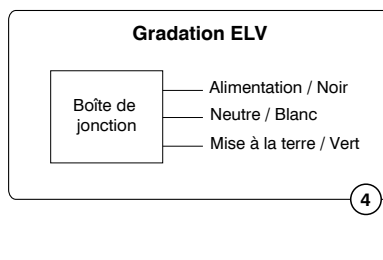 Gradation ELV
Boîte de
jonction
Alimentation / Noir
Neutre / Blanc
Mise à la terre / Vert
4